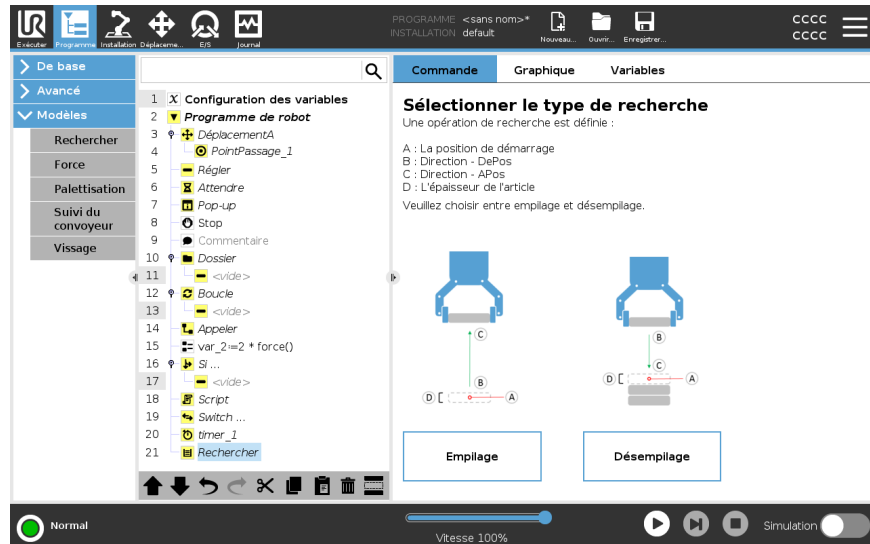 UR
Exécuter
Programme
Installation
Déplaceme...
E/S
Journal
PROGRAMME <sans nom>*
INSTALLATION default
Nouveau...
Ouvrir...
Enregistrer...
cccc
cccc
De base
Avancé
Modèles
Rechercher
Force
Palettisation
Suivi du
convoyeur
Vissage
1 X Configuration des variables
2 Programme de robot
3 DéplacementA
4 PointPassage_1
5 Régler
6 Attendre
7 Pop-up
8 Stop
9 Commentaire
10 Dossier
11 <vide>
12 Boucle
13 <vide>
14 Appeler
15 var_2:=2 * force()
16 Si ...
17 <vide>
18 Script
19 Switch ...
20 timer_1
21 Rechercher
Commande
Graphique
Variables
Sélectionner le type de recherche
Une opération de recherche est définie :
A : La position de démarrage
B : Direction - DePos
C : Direction - APos
D : L'épaisseur de l'article
Veuillez choisir entre empilage et désempilage.
C
B
D
A
B
C
D
A
Empilage
Désempilage
Normal
Vitesse 100%
Simulation